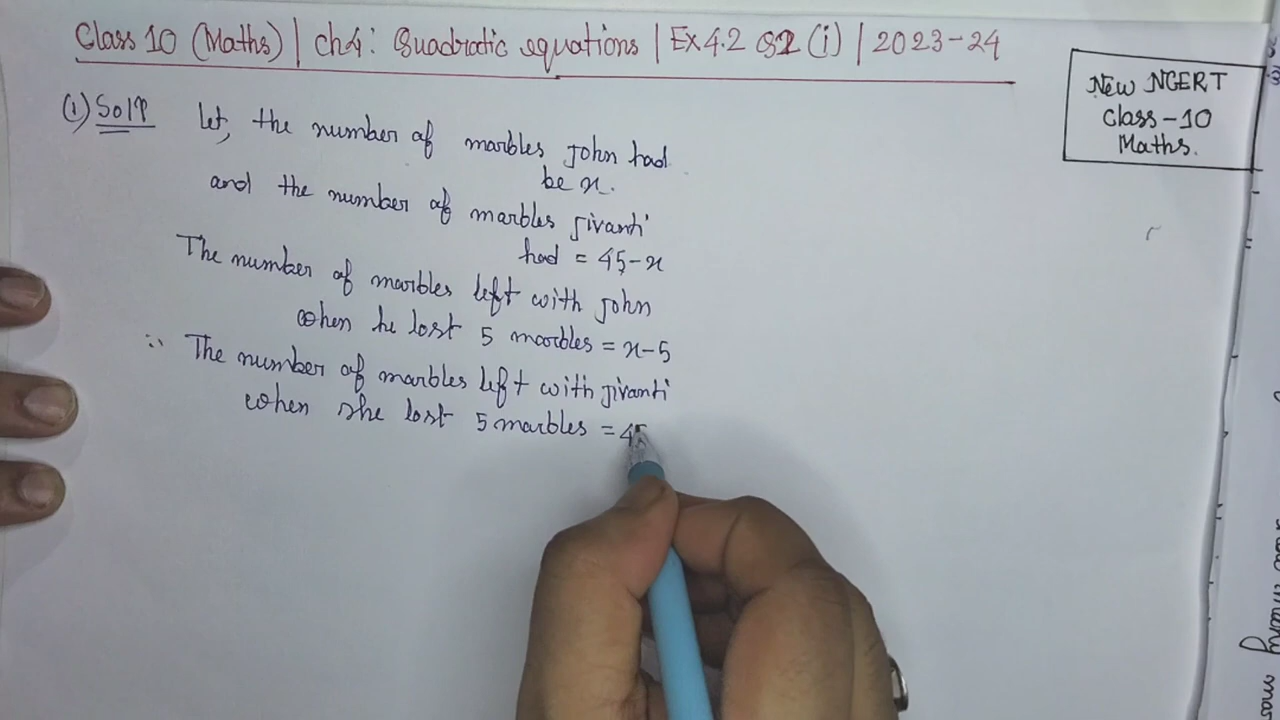 Class 10 (Maths) | Ch4: Quadratic equations | Ex 4.2 Q2 (i) | 2023-24
New NCERT
Class-10
Maths.
(1) Solⁿ Let, the number of marbles John had
be x.
and the number of marbles Jivanti
had = 45-x
The number of marbles left with John
when he lost 5 marbles = x-5
∵ The number of marbles left with Jivanti
when she lost 5 marbles = 45